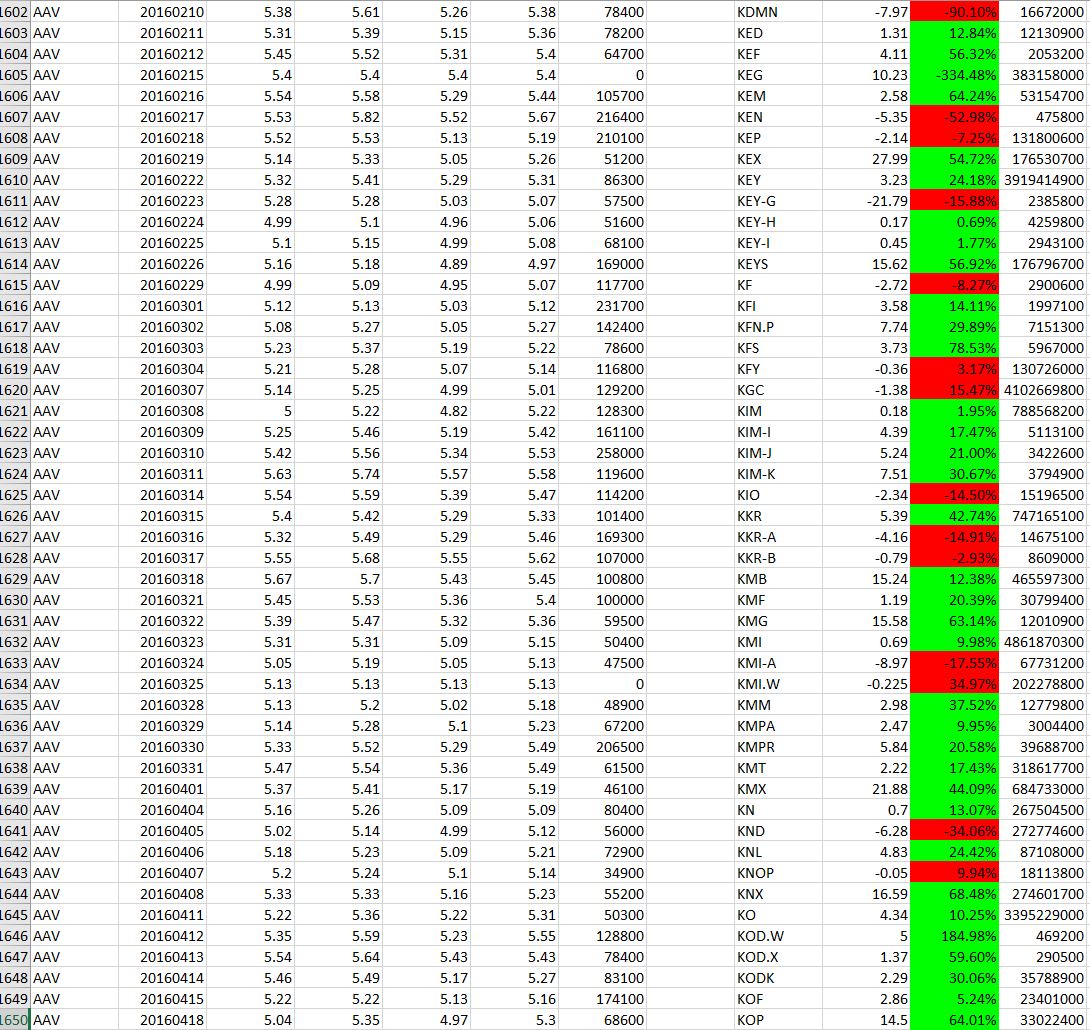 1602 AAV 20160210 5.38 5.61 5.26 5.38 78400 KDMN -7.97 -90.10% 16672000
1603 AAV 20160211 5.31 5.39 5.15 5.36 78200 KED 1.31 12.84% 12130900
1604 AAV 20160212 5.45 5.52 5.31 5.4 64700 KEF 4.11 56.32% 2053200
1605 AAV 20160215 5.4 5.4 5.4 5.4 0 KEG 10.23 -334.48% 383158000
1606 AAV 20160216 5.54 5.58 5.29 5.44 105700 KEM 2.58 64.24% 53154700
1607 AAV 20160217 5.53 5.82 5.52 5.67 216400 KEN -5.35 -52.98% 475800
1608 AAV 20160218 5.52 5.53 5.13 5.19 210100 KEP -2.14 -7.25% 131800600
1609 AAV 20160219 5.14 5.33 5.05 5.26 51200 KEX 27.99 54.72% 176530700
1610 AAV 20160222 5.32 5.41 5.29 5.31 86300 KEY 3.23 24.18% 3919414900
1611 AAV 20160223 5.28 5.28 5.03 5.07 57500 KEY-G -21.79 -15.88% 2385800
1612 AAV 20160224 4.99 5.1 4.96 5.06 51600 KEY-H 0.17 0.69% 4259800
1613 AAV 20160225 5.1 5.15 4.99 5.08 68100 KEY-I 0.45 1.77% 2943100
1614 AAV 20160226 5.16 5.18 4.89 4.97 169000 KEYS 15.62 56.92% 176796700
1615 AAV 20160229 4.99 5.09 4.95 5.07 117700 KF -2.72 -8.27% 2900600
1616 AAV 20160301 5.12 5.13 5.03 5.12 231700 KFI 3.58 14.11% 1997100
1617 AAV 20160302 5.08 5.27 5.05 5.27 142400 KFN.P 7.74 29.89% 7151300
1618 AAV 20160303 5.23 5.37 5.19 5.22 78600 KFS 3.73 78.53% 5967000
1619 AAV 20160304 5.21 5.28 5.07 5.14 116800 KFY -0.36 3.17% 130726000
1620 AAV 20160307 5.14 5.25 4.99 5.01 129200 KGC -1.38 15.47% 4102669800
1621 AAV 20160308 5 5.22 4.82 5.22 128300 KIM 0.18 1.95% 788568200
1622 AAV 20160309 5.25 5.46 5.19 5.42 161100 KIM-I 4.39 17.47% 5113100
1623 AAV 20160310 5.42 5.56 5.34 5.53 258000 KIM-J 5.24 21.00% 3422600
1624 AAV 20160311 5.63 5.74 5.57 5.58 119600 KIM-K 7.51 30.67% 3794900
1625 AAV 20160314 5.54 5.59 5.39 5.47 114200 KIO -2.34 -14.50% 15196500
1626 AAV 20160315 5.4 5.42 5.29 5.33 101400 KKR 5.39 42.74% 747165100
1627 AAV 20160316 5.32 5.49 5.29 5.46 169300 KKR-A -4.16 -14.91% 14675100
1628 AAV 20160317 5.55 5.68 5.55 5.62 107000 KKR-B -0.79 -2.93% 8609000
1629 AAV 20160318 5.67 5.7 5.43 5.45 100800 KMB 15.24 12.38% 465597300
1630 AAV 20160321 5.45 5.53 5.36 5.4 100000 KMF 1.19 20.39% 30799400
1631 AAV 20160322 5.39 5.47 5.32 5.36 59500 KMG 15.58 63.14% 12010900
1632 AAV 20160323 5.31 5.31 5.09 5.15 50400 KMI 0.69 9.98% 4861870300
1633 AAV 20160324 5.05 5.19 5.05 5.13 47500 KMI-A -8.97 -17.55% 67731200
1634 AAV 20160325 5.13 5.13 5.13 5.13 0 KMI.W -0.225 34.97% 202278800
1635 AAV 20160328 5.13 5.2 5.02 5.18 48900 KMM 2.98 37.52% 12779800
1636 AAV 20160329 5.14 5.28 5.1 5.23 67200 KMPA 2.47 9.95% 3004400
1637 AAV 20160330 5.33 5.52 5.29 5.49 206500 KMPR 5.84 20.58% 39688700
1638 AAV 20160331 5.47 5.54 5.36 5.49 61500 KMT 2.22 17.43% 318617700
1639 AAV 20160401 5.37 5.41 5.17 5.19 46100 KMX 21.88 44.09% 684733000
1640 AAV 20160404 5.16 5.26 5.09 5.09 80400 KN 0.7 13.07% 267504500
1641 AAV 20160405 5.02 5.14 4.99 5.12 56000 KND -6.28 -34.06% 272774600
1642 AAV 20160406 5.18 5.23 5.09 5.21 72900 KNL 4.83 24.42% 87108000
1643 AAV 20160407 5.2 5.24 5.1 5.14 34900 KNOP -0.05 9.94% 18113800
1644 AAV 20160408 5.33 5.33 5.16 5.23 55200 KNX 16.59 68.48% 274601700
1645 AAV 20160411 5.22 5.36 5.22 5.31 50300 KO 4.34 10.25% 3395229000
1646 AAV 20160412 5.35 5.59 5.23 5.55 128800 KOD.W 5 184.98% 469200
1647 AAV 20160413 5.54 5.64 5.43 5.43 78400 KOD.X 1.37 59.60% 290500
1648 AAV 20160414 5.46 5.49 5.17 5.27 83100 KODK 2.29 30.06% 35788900
1649 AAV 20160415 5.22 5.22 5.13 5.16 174100 KOF 2.86 5.24% 23401000
1650 AAV 20160418 5.04 5.35 4.97 5.3 68600 KOP 14.5 64.01% 33022400